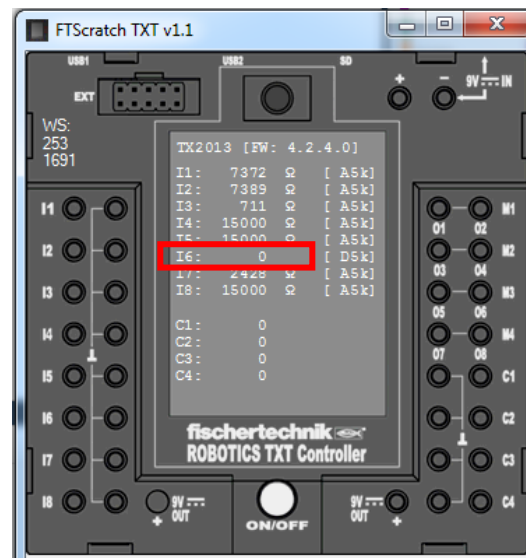 FTScratch TXT v1.1
USB1 USB2 SD
EXT
+ − 9V IN
WS:
253
1691
TX2013 [FW: 4.2.4.0]
I1: 7372 Ω [ A5k]
I2: 7389 Ω [ A5k]
I3: 711 Ω [ A5k]
I4: 15000 Ω [ A5k]
I5: 15000 Ω [ A5k]
I6: 0 [ D5k]
I7: 2428 Ω [ A5k]
I8: 15000 Ω [ A5k]
C1: 0
C2: 0
C3: 0
C4: 0
I1
I2
I3
I4
I5
I6
I7
I8
M1
O1 O2
M2
O3 O4
M3
O5 O6
M4
O7 O8
C1
C2
C3
C4
fischertechnik
ROBOTICS TXT Controller
+ 9V OUT
ON/OFF
9V OUT +